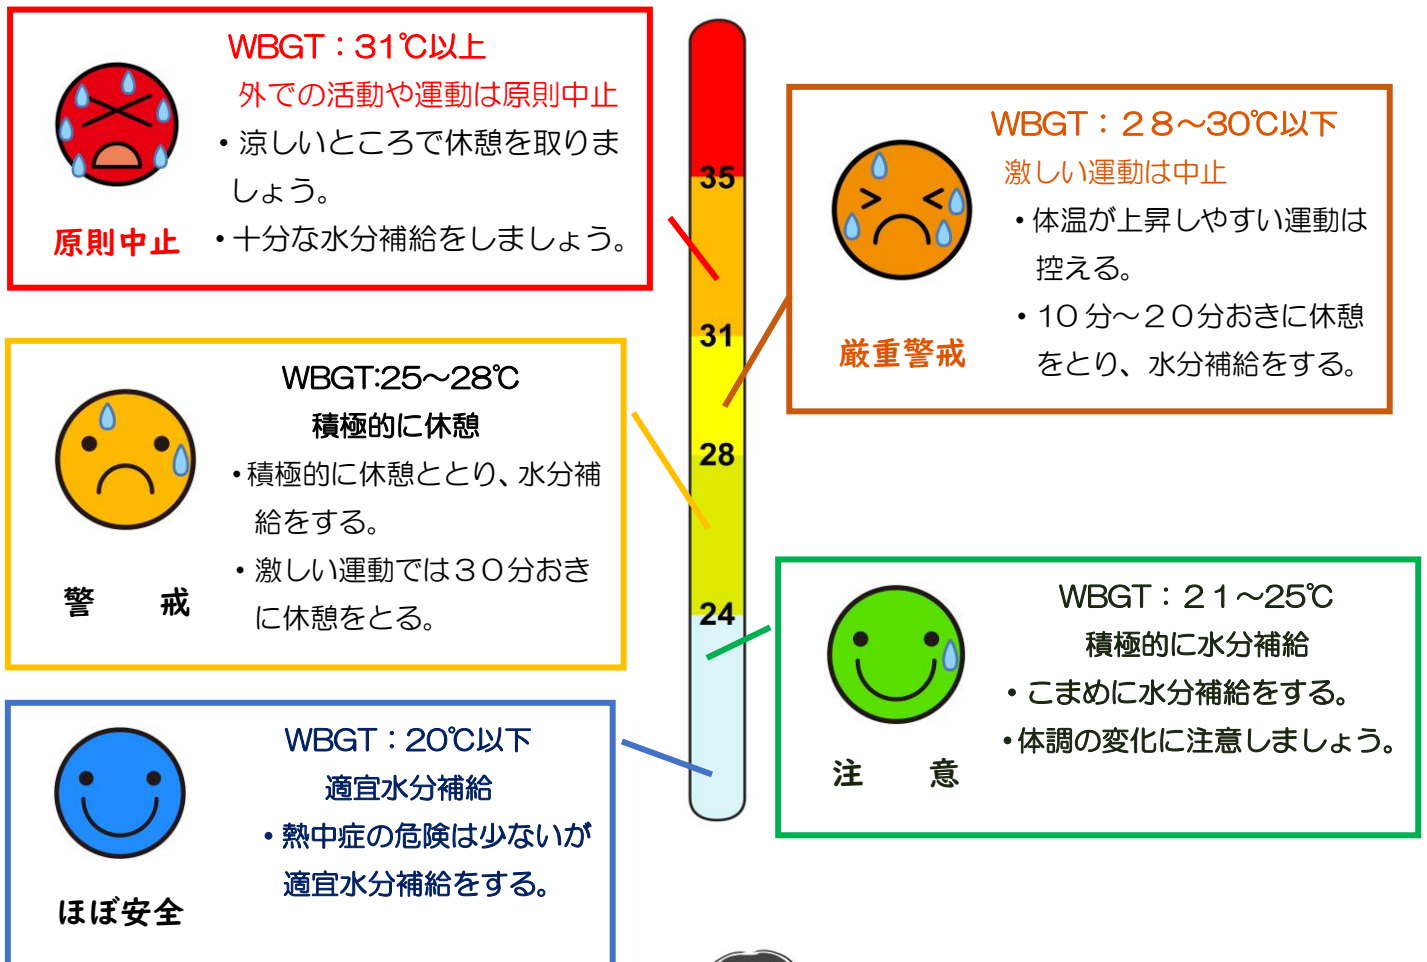 WBGT：31℃以上
外での活動や運動は原則中止
・涼しいところで休憩を取りま
しょう。
・十分な水分補給をしましょう。
原則中止
WBGT：２８～30℃以下
激しい運動は中止
・体温が上昇しやすい運動は
控える。
・10分～２０分おきに休憩
をとり、水分補給をする。
厳重警戒
35
31
28
24
WBGT:25～28℃
積極的に休憩
・積極的に休憩ととり、水分補
給をする。
・激しい運動では３０分おき
に休憩をとる。
警　戒
WBGT：２１～25℃
積極的に水分補給
・こまめに水分補給をする。
・体調の変化に注意しましょう。
注　意
WBGT：20℃以下
適宜水分補給
・熱中症の危険は少ないが
適宜水分補給をする。
ほぼ安全